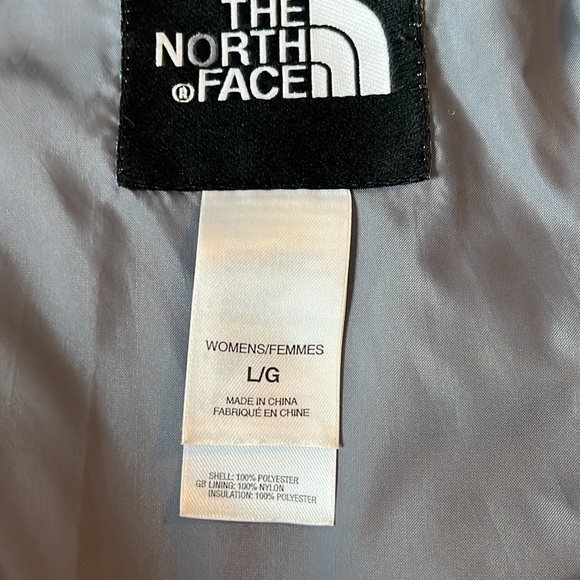 THE
NORTH
® FACE
WOMENS/FEMMES
L/G
MADE IN CHINA
FABRIQUÉ EN CHINE
SHELL: 100% POLYESTER
GB LINING: 100% NYLON
INSULATION: 100% POLYESTER